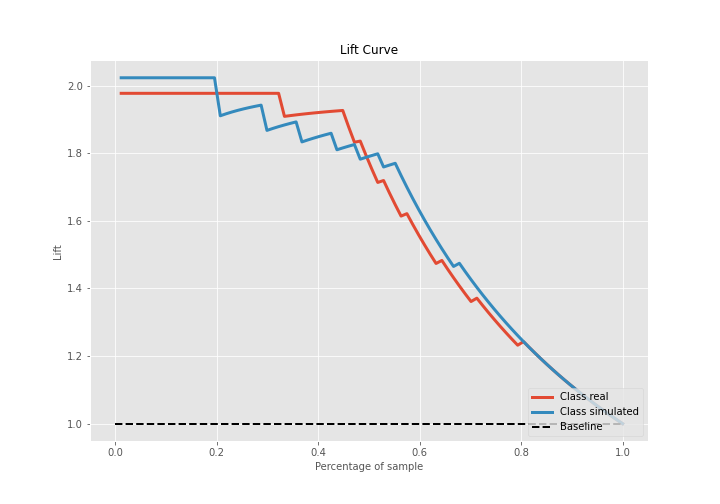 Lift Curve
2.0
1.8
1.6
1.4
1.2
1.0
Lift
0.0 0.2 0.4 0.6 0.8 1.0
Percentage of sample
Class real
Class simulated
Baseline